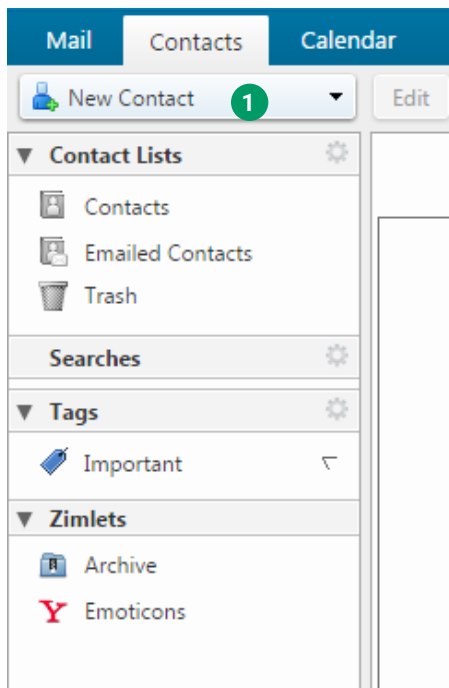 Mail Contacts Calendar
New Contact 1 Edit
Contact Lists
Contacts
Emailed Contacts
Trash
Searches
Tags
Important
Zimlets
Archive
Y Emoticons